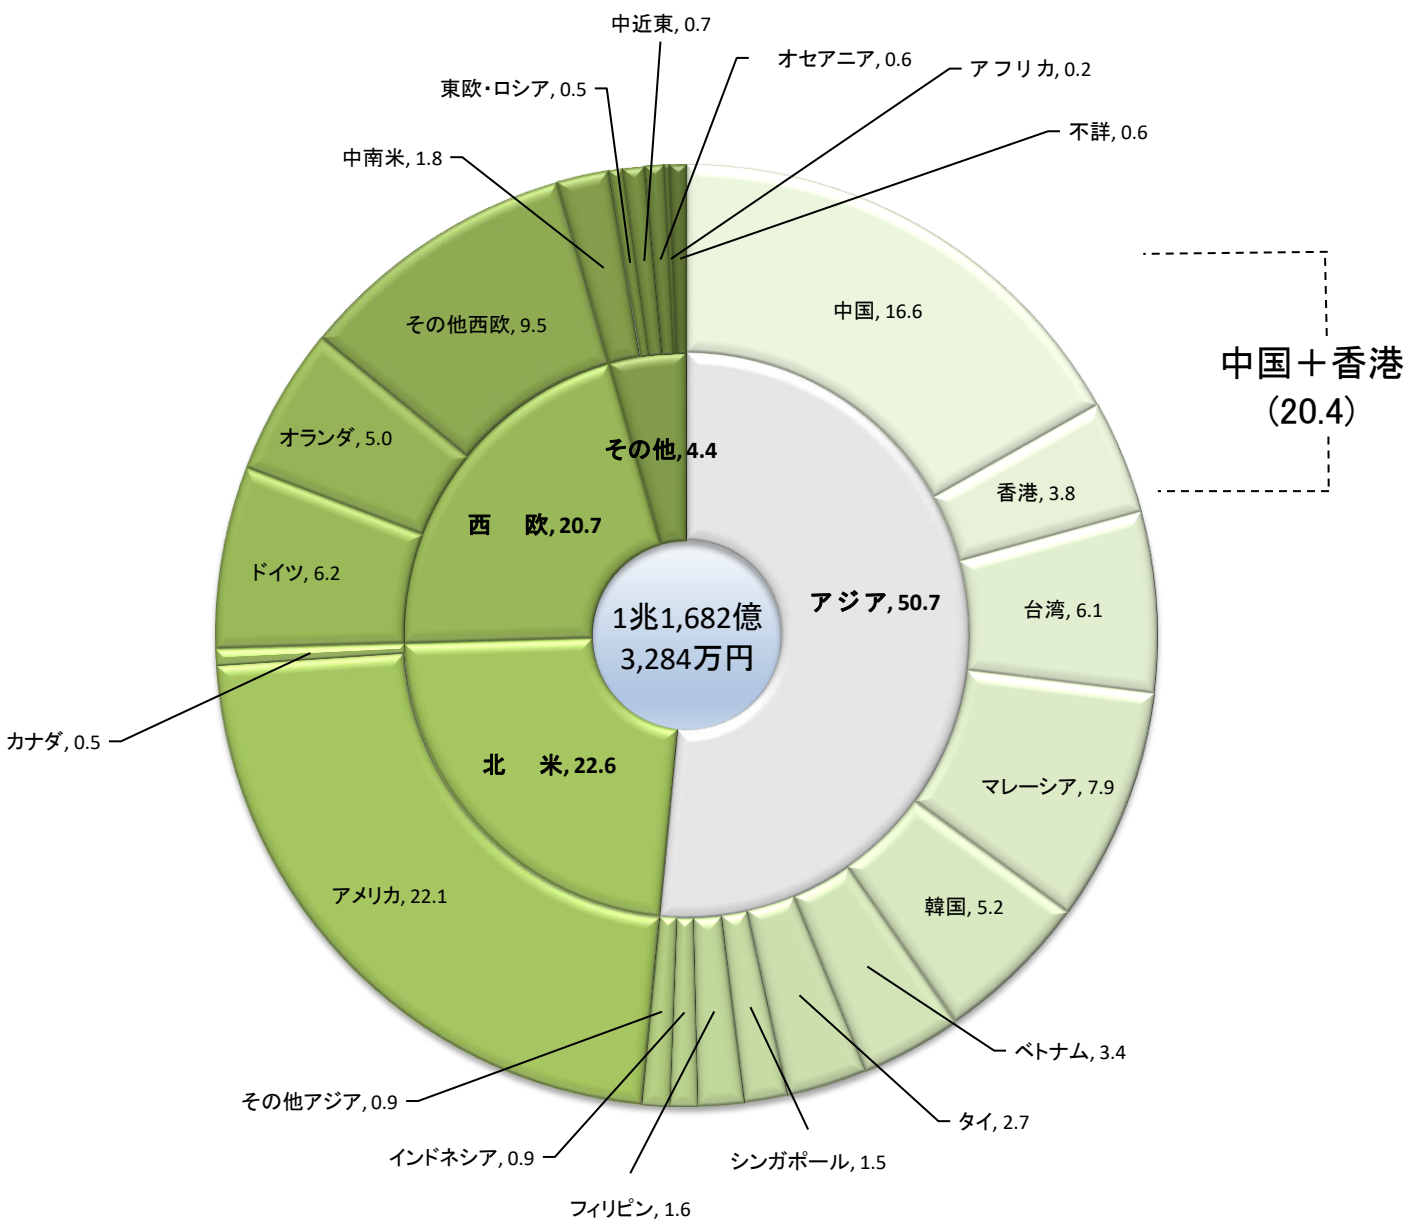 中近東, 0.7
オセアニア, 0.6
アフリカ, 0.2
東欧・ロシア, 0.5
不詳, 0.6
中南米, 1.8
中国, 16.6
その他西欧, 9.5
中国＋香港
(20.4)
オランダ, 5.0
その他, 4.4
香港, 3.8
西 欧, 20.7
ドイツ, 6.2
アジア, 50.7
台湾, 6.1
1兆1,682億
3,284万円
カナダ, 0.5
北 米, 22.6
マレーシア, 7.9
アメリカ, 22.1
韓国, 5.2
ベトナム, 3.4
その他アジア, 0.9
タイ, 2.7
インドネシア, 0.9
シンガポール, 1.5
フィリピン, 1.6